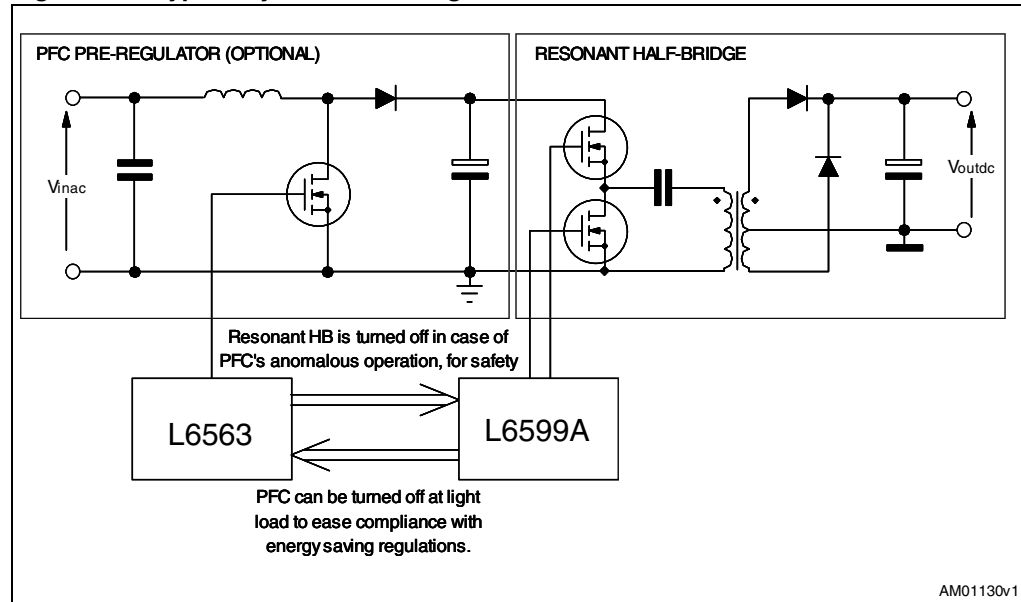 PFC PRE-REGULATOR (OPTIONAL)
RESONANT HALF-BRIDGE
Vinac
Voutdc
Resonant HB is turned off in case of
PFC's anomalous operation, for safety
L6563
L6599A
PFC can be turned off at light
load to ease compliance with
energy saving regulations.
AM01130v1